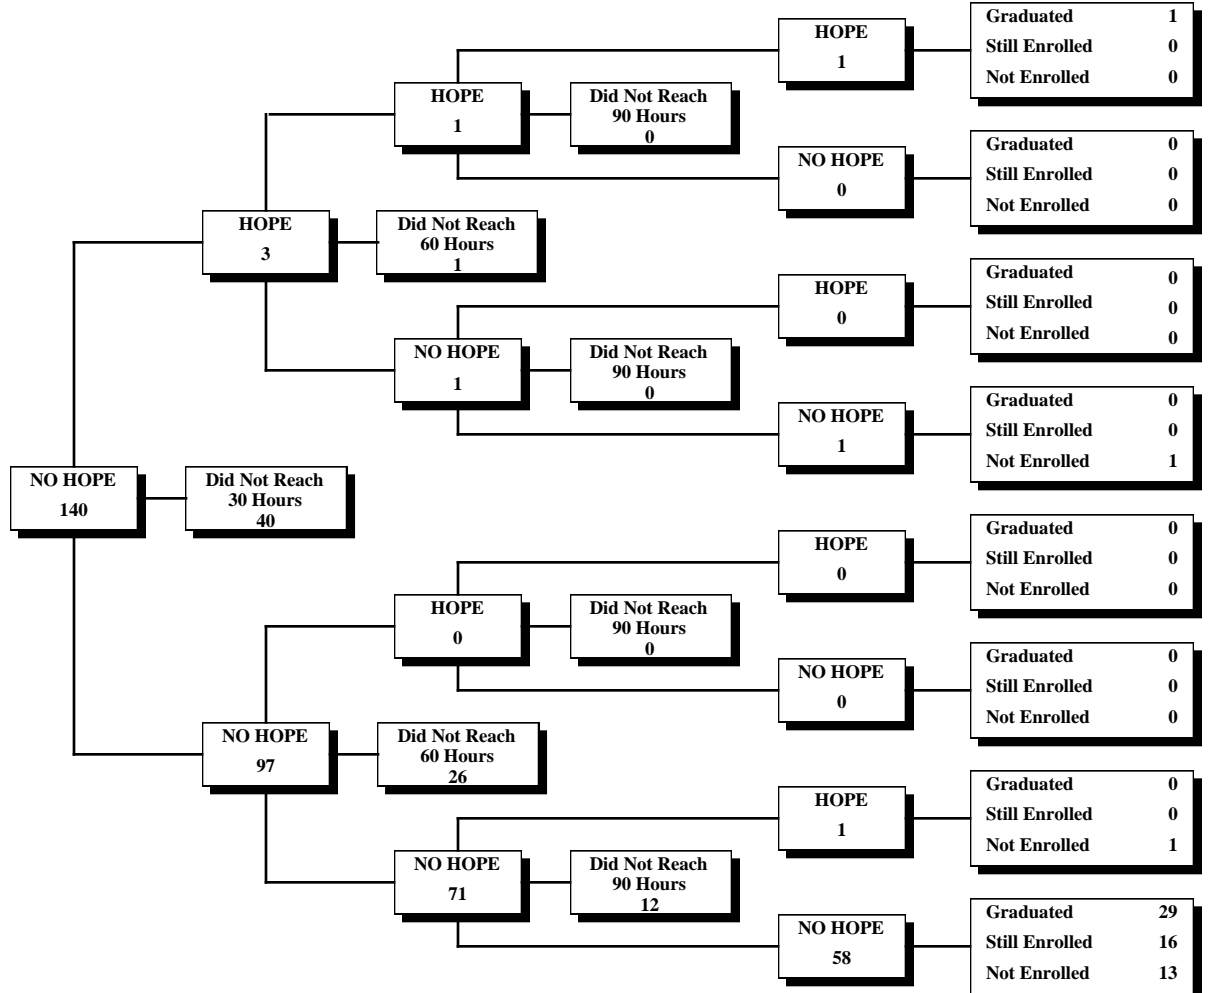 HOPE
1
Graduated 1
Still Enrolled 0
Not Enrolled 0
HOPE
1
Did Not Reach
90 Hours
0
NO HOPE
0
Graduated 0
Still Enrolled 0
Not Enrolled 0
HOPE
3
Did Not Reach
60 Hours
1
HOPE
0
Graduated 0
Still Enrolled 0
Not Enrolled 0
NO HOPE
1
Did Not Reach
90 Hours
0
NO HOPE
1
Graduated 0
Still Enrolled 0
Not Enrolled 1
NO HOPE
140
Did Not Reach
30 Hours
40
HOPE
0
Graduated 0
Still Enrolled 0
Not Enrolled 0
HOPE
0
Did Not Reach
90 Hours
0
NO HOPE
0
Graduated 0
Still Enrolled 0
Not Enrolled 0
NO HOPE
97
Did Not Reach
60 Hours
26
HOPE
1
Graduated 0
Still Enrolled 0
Not Enrolled 1
NO HOPE
71
Did Not Reach
90 Hours
12
NO HOPE
58
Graduated 29
Still Enrolled 16
Not Enrolled 13